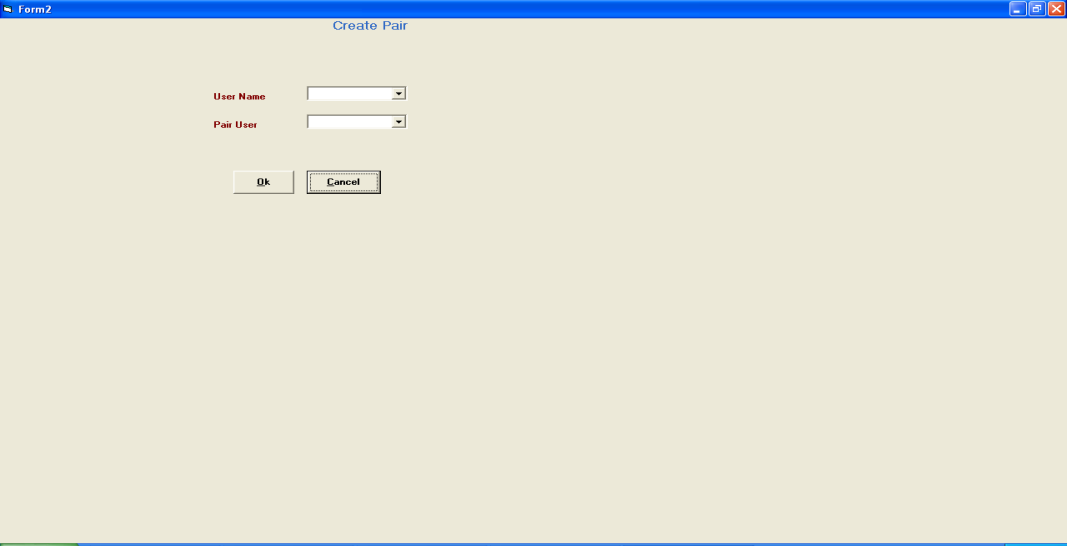 Form2
Create Pair
User Name
Pair User
Ok Cancel